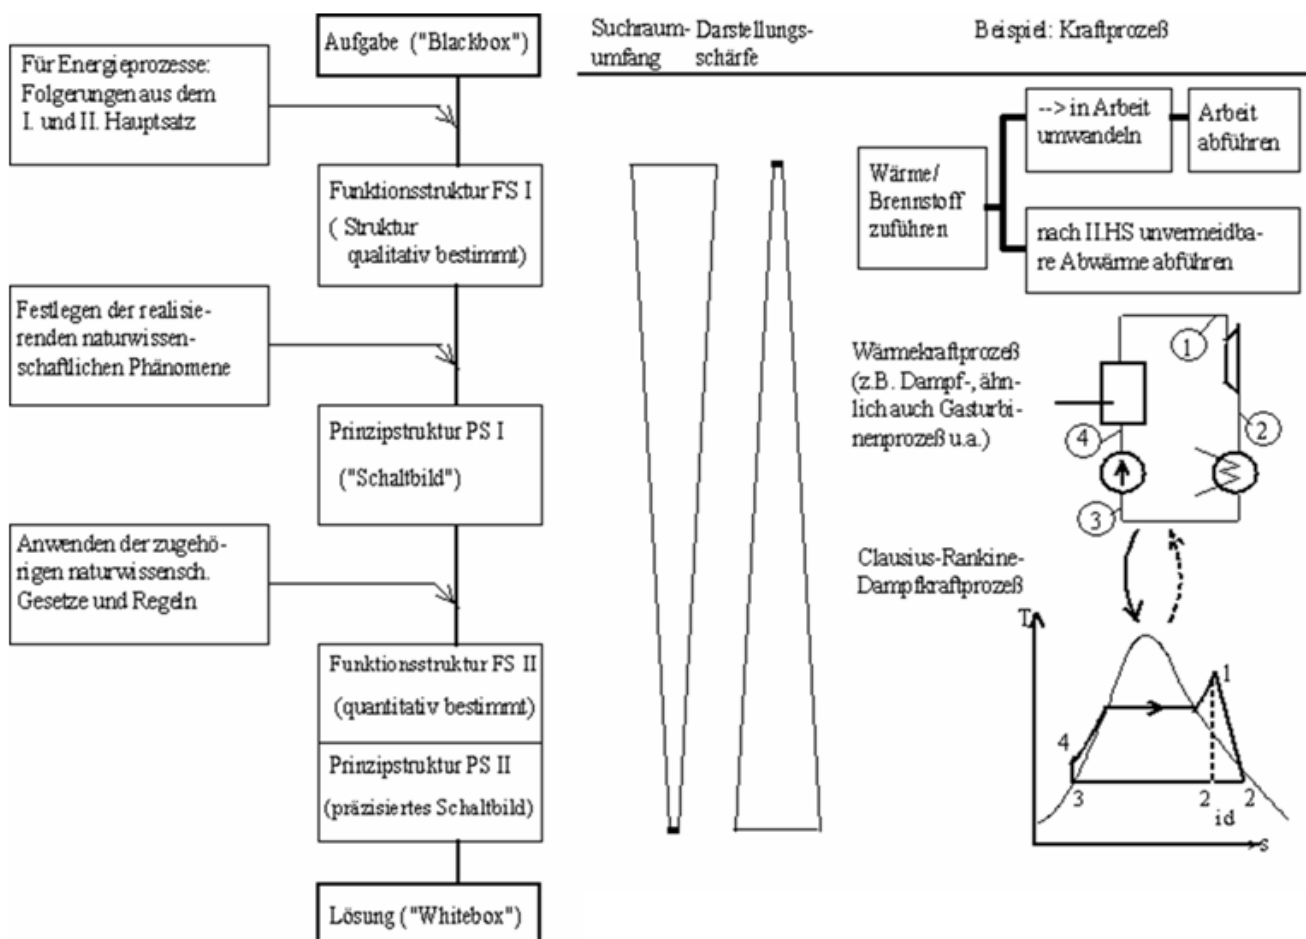 Aufgabe ("Blackbox")
Für Energieprozesse:
Folgerungen aus dem
I. und II. Hauptsatz
Funktionsstruktur FS I
( Struktur
qualitativ bestimmt)
Festlegen der realisie-
renden naturwissen-
schaftlichen Phänomene
Prinzipstruktur PS I
("Schaltbild")
Anwenden der zugehö-
rigen naturwissensch.
Gesetze und Regeln
Funktionsstruktur FS II
(quantitativ bestimmt)
Prinzipstruktur PS II
(präzisiertes Schaltbild)
Lösung ("Whitebox")
Suchraum-
umfang
Darstellungs-
schärfe
Beispiel: Kraftprozeß
Wärme/
Brennstoff
zuführen
--> in Arbeit
umwandeln
Arbeit
abführen
nach II.HS unvermeidba-
re Abwärme abführen
Wärmekraftprozeß
(z.B. Dampf-, ähn-
lich auch Gasturbi-
nenprozeß u.a.)
1
2
4
3
Clausius-Rankine-
Dampfkraftprozeß
T
1
4
3
2
2
id
s